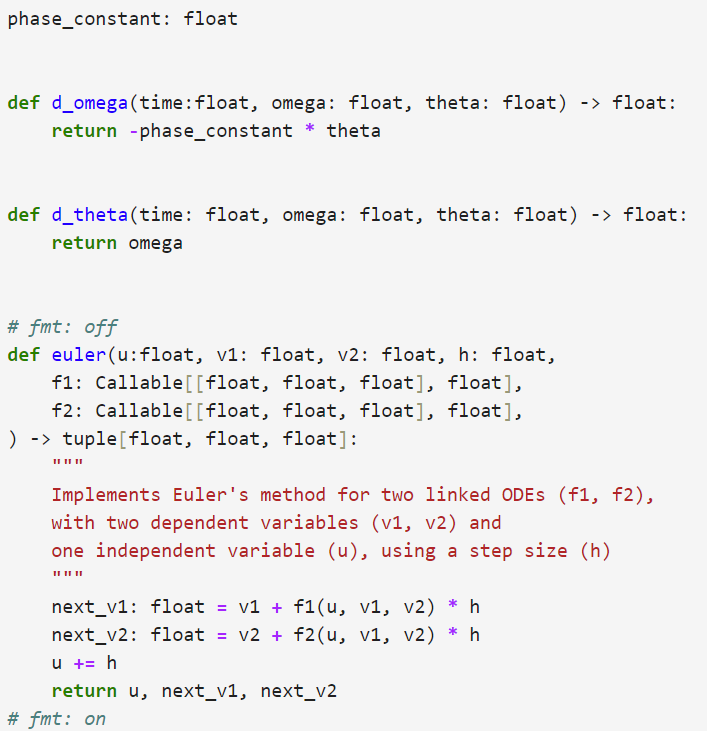 phase_constant: float
def d_omega(time:float, omega: float, theta: float) -> float:
    return -phase_constant * theta
def d_theta(time: float, omega: float, theta: float) -> float:
    return omega
# fmt: off
def euler(u:float, v1: float, v2: float, h: float,
    f1: Callable[[float, float, float], float],
    f2: Callable[[float, float, float], float],
) -> tuple[float, float, float]:
    """
    Implements Euler's method for two linked ODEs (f1, f2),
    with two dependent variables (v1, v2) and
    one independent variable (u), using a step size (h)
    """
    next_v1: float = v1 + f1(u, v1, v2) * h
    next_v2: float = v2 + f2(u, v1, v2) * h
    u += h
    return u, next_v1, next_v2
# fmt: on